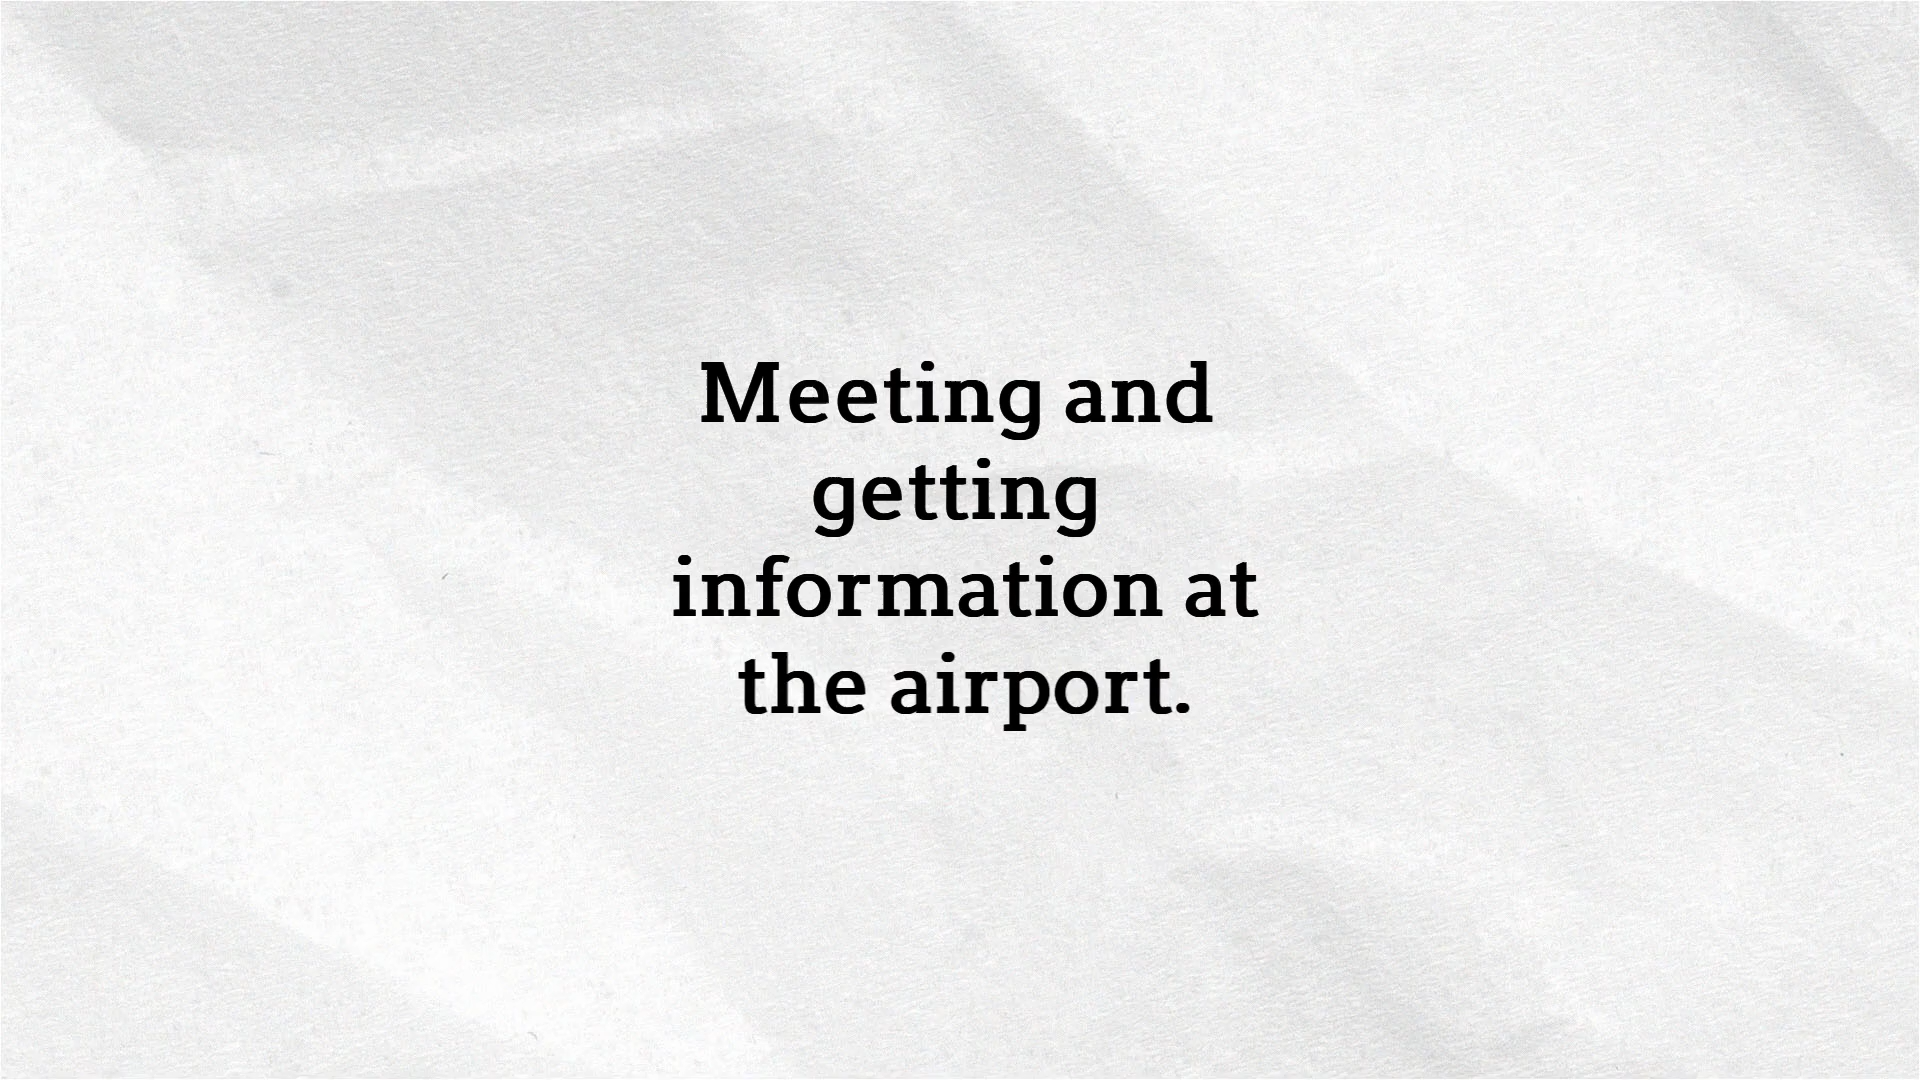 Meeting and
getting
information at
the airport.